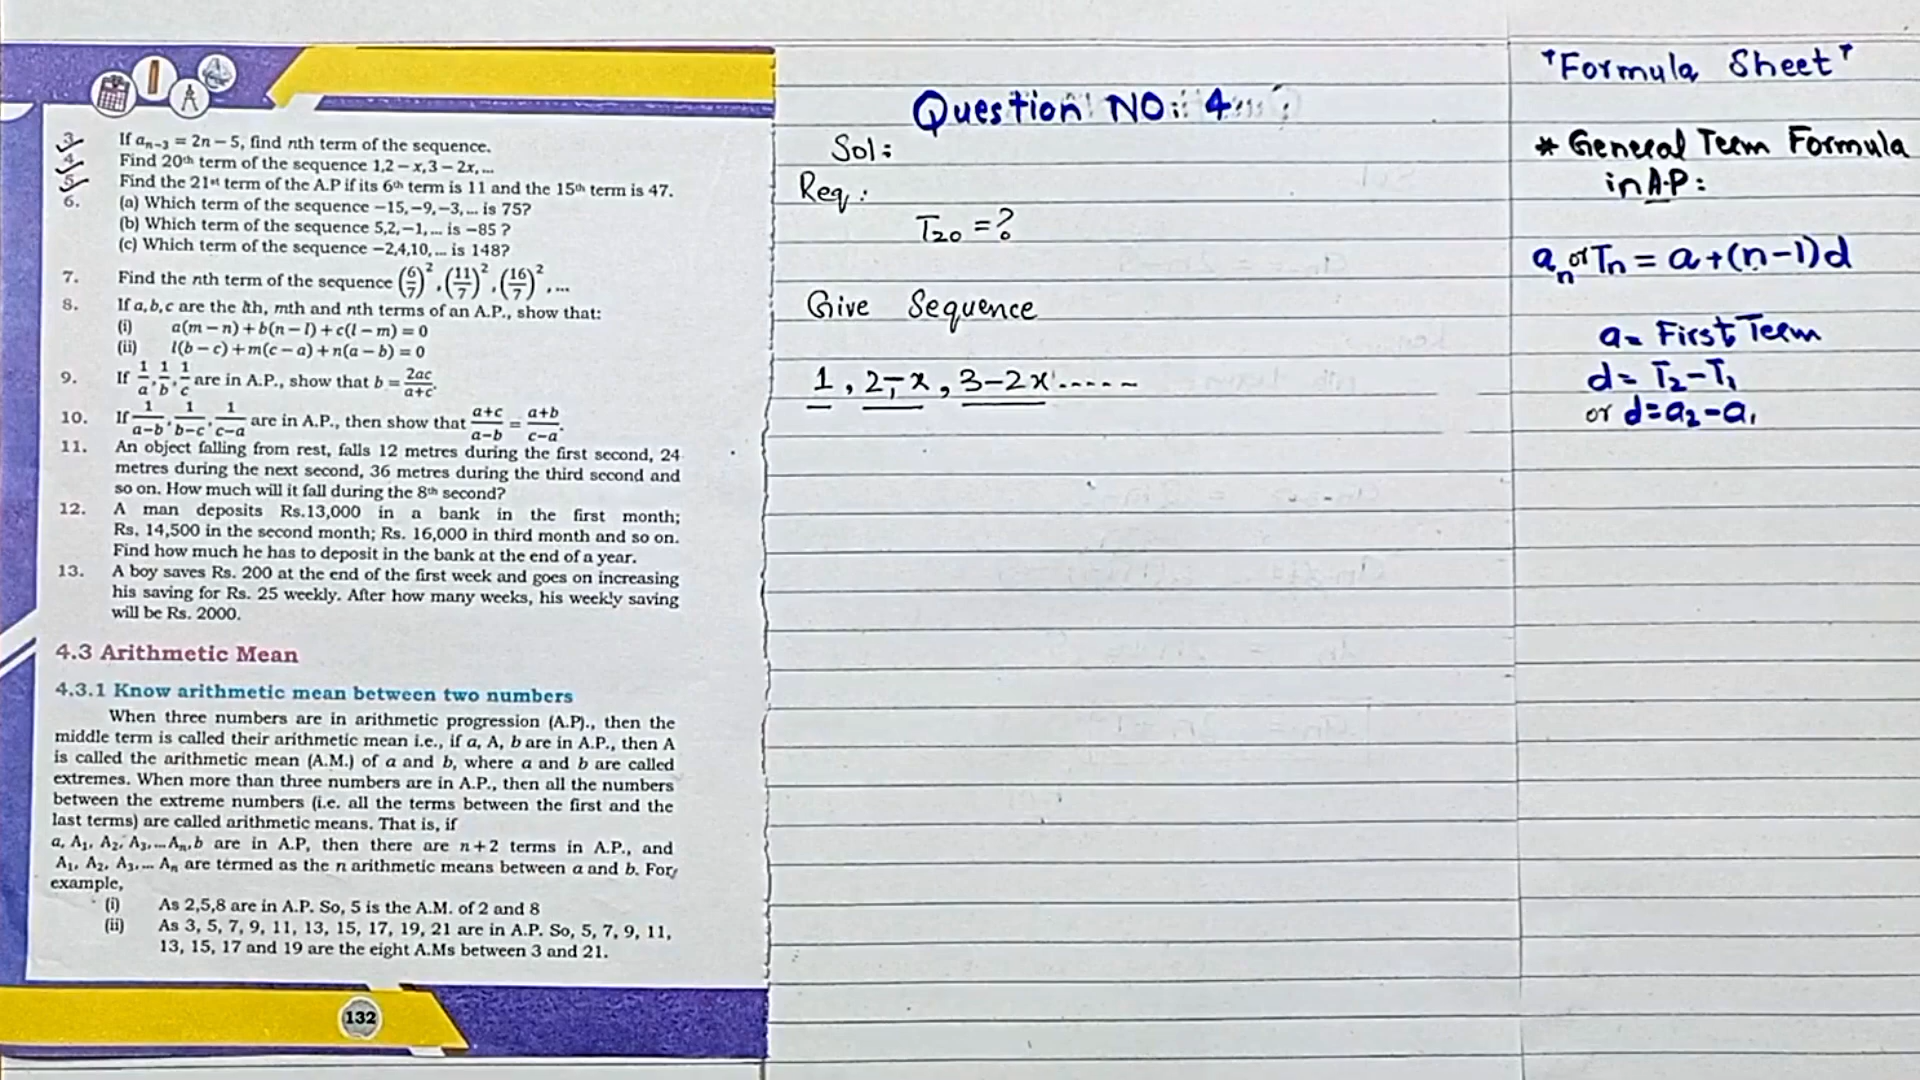 3. If aₙ₋₃ = 2n − 5, find nth term of the sequence.
4. Find 20th term of the sequence 1,2 − x,3 − 2x,...
5. Find the 21st term of the A.P if its 6th term is 11 and the 15th term is 47.
6. (a) Which term of the sequence −15,−9,−3,... is 75?
(b) Which term of the sequence 5,2,−1,... is −85 ?
(c) Which term of the sequence −2,4,10,... is 148?
7. Find the nth term of the sequence (6/7)², (11/7)², (16/7)², ...
8. If a,b,c are the lth, mth and nth terms of an A.P., show that:
(i) a(m − n) + b(n − l) + c(l − m) = 0
(ii) l(b − c) + m(c − a) + n(a − b) = 0
9. If 1/a, 1/b, 1/c are in A.P., show that b = 2ac/a+c.
10. If 1/a−b, 1/b−c, 1/c−a are in A.P., then show that a+c/a−b = a+b/c−a.
11. An object falling from rest, falls 12 metres during the first second, 24
metres during the next second, 36 metres during the third second and
so on. How much will it fall during the 8th second?
12. A man deposits Rs.13,000 in a bank in the first month;
Rs. 14,500 in the second month; Rs. 16,000 in third month and so on.
Find how much he has to deposit in the bank at the end of a year.
13. A boy saves Rs. 200 at the end of the first week and goes on increasing
his saving for Rs. 25 weekly. After how many weeks, his weekly saving
will be Rs. 2000.
4.3 Arithmetic Mean
4.3.1 Know arithmetic mean between two numbers
When three numbers are in arithmetic progression (A.P)., then the
middle term is called their arithmetic mean i.e., if a, A, b are in A.P., then A
is called the arithmetic mean (A.M.) of a and b, where a and b are called
extremes. When more than three numbers are in A.P., then all the numbers
between the extreme numbers (i.e. all the terms between the first and the
last terms) are called arithmetic means. That is, if
a, A₁, A₂, A₃,...Aₙ,b are in A.P, then there are n+2 terms in A.P., and
A₁, A₂, A₃,... Aₙ are termed as the n arithmetic means between a and b. For
example,
(i) As 2,5,8 are in A.P. So, 5 is the A.M. of 2 and 8
(ii) As 3, 5, 7, 9, 11, 13, 15, 17, 19, 21 are in A.P. So, 5, 7, 9, 11,
13, 15, 17 and 19 are the eight A.Ms between 3 and 21.
132
Question NO: 4
Sol:
Req:
T₂₀ = ?
Give Sequence
1, 2-x, 3-2x.....
"Formula Sheet"
* General Term Formula
in A.P:
aₙ or Tₙ = a+(n-1)d
a= First Term
d= T₂-T₁
or d=a₂-a₁